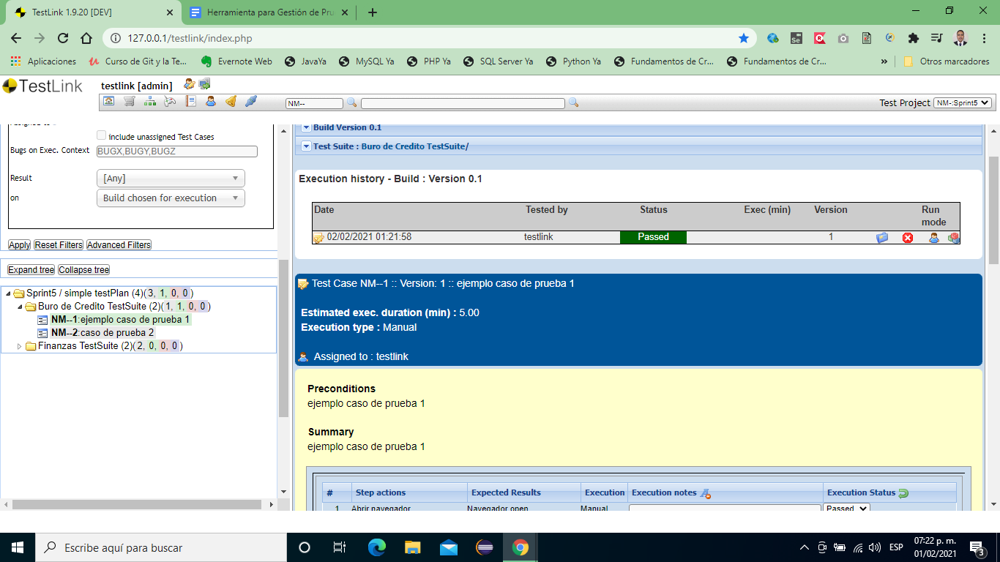 TestLink 1.9.20 [DEV]
Herramienta para Gestión de Pru
127.0.0.1/testlink/index.php
Aplicaciones
Curso de Git y la Te...
Evernote Web
JavaYa
MySQL Ya
PHP Ya
SQL Server Ya
Python Ya
Fundamentos de Cr...
Fundamentos de Cr...
»
Otros marcadores
TestLink
testlink [admin]
NM--
Test Project
NM-:Sprint5
include unassigned Test Cases
Bugs on Exec. Context
BUGX,BUGY,BUGZ
Result
[Any]
on
Build chosen for execution
Apply
Reset Filters
Advanced Filters
Expand tree
Collapse tree
Sprint5 / simple testPlan (4)(3, 1, 0, 0)
Buro de Credito TestSuite (2)(1, 1, 0, 0)
NM--1:ejemplo caso de prueba 1
NM--2:caso de prueba 2
Finanzas TestSuite (2)(2, 0, 0, 0)
Build Version 0.1
Test Suite : Buro de Credito TestSuite/
Execution history - Build : Version 0.1
Date Tested by Status Exec (min) Version Run mode
02/02/2021 01:21:58 testlink Passed 1
Test Case NM--1 :: Version: 1 :: ejemplo caso de prueba 1
Estimated exec. duration (min) : 5.00
Execution type : Manual
Assigned to : testlink
Preconditions
ejemplo caso de prueba 1
Summary
ejemplo caso de prueba 1
# Step actions Expected Results Execution Execution notes Execution Status
1 Abrir navegador Navegador open Manual Passed
Escribe aquí para buscar
ESP
07:22 p. m.
01/02/2021
3